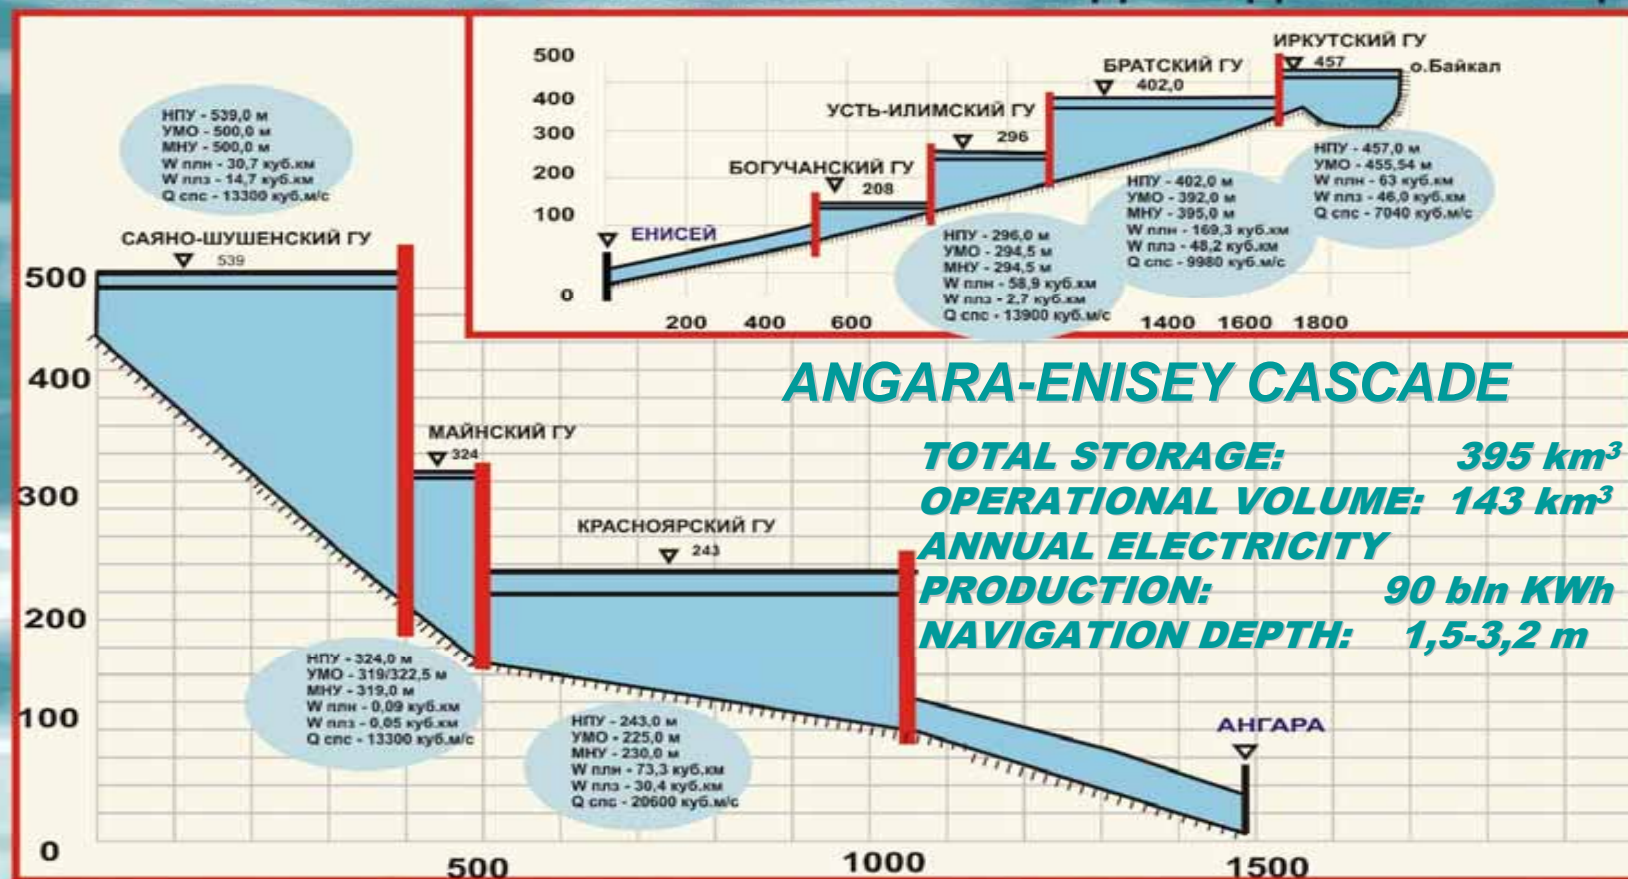 500
400
300
200
100
0
200
400
600
1400
1600
1800
ИРКУТСКИЙ ГУ
457
о.Байкал
БРАТСКИЙ ГУ
402,0
УСТЬ-ИЛИМСКИЙ ГУ
296
БОГУЧАНСКИЙ ГУ
208
ЕНИСЕЙ
НПУ - 457,0 м
УМО - 455,54 м
W плн - 63 куб.км
W плз - 46,0 куб.км
Q спс - 7040 куб.м/с
НПУ - 402,0 м
УМО - 392,0 м
МНУ - 395,0 м
W плн - 169,3 куб.км
W плз - 48,2 куб.км
Q спс - 9980 куб.м/с
НПУ - 296,0 м
УМО - 294,5 м
МНУ - 294,5 м
W плн - 58,9 куб.км
W плз - 2,7 куб.км
Q спс - 13900 куб.м/с
НПУ - 539,0 м
УМО - 500,0 м
МНУ - 500,0 м
W плн - 30,7 куб.км
W плз - 14,7 куб.км
Q спс - 13300 куб.м/с
САЯНО-ШУШЕНСКИЙ ГУ
539
500
400
300
200
100
0
500
1000
1500
МАЙНСКИЙ ГУ
324
КРАСНОЯРСКИЙ ГУ
243
АНГАРА
НПУ - 324,0 м
УМО - 319/322,5 м
МНУ - 319,0 м
W плн - 0,09 куб.км
W плз - 0,05 куб.км
Q спс - 13300 куб.м/с
НПУ - 243,0 м
УМО - 225,0 м
МНУ - 230,0 м
W плн - 73,3 куб.км
W плз - 30,4 куб.км
Q спс - 20600 куб.м/с
ANGARA-ENISEY CASCADE
TOTAL STORAGE: 395 km³
OPERATIONAL VOLUME: 143 km³
ANNUAL ELECTRICITY
PRODUCTION: 90 bln KWh
NAVIGATION DEPTH: 1,5-3,2 m